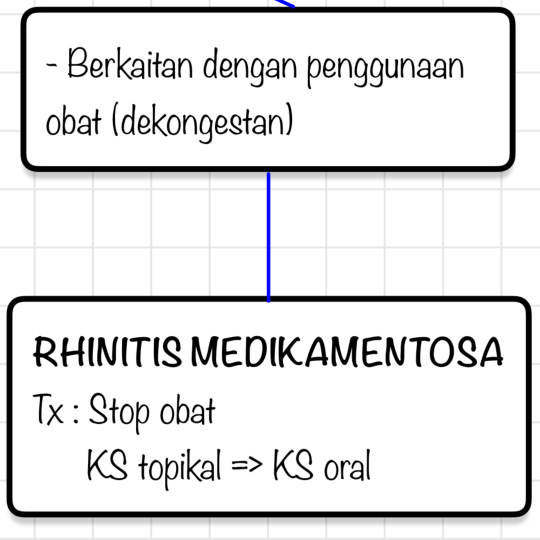 - Berkaitan dengan penggunaan
obat (dekongestan)
RHINITIS MEDIKAMENTOSA
Tx : Stop obat
KS topikal => KS oral